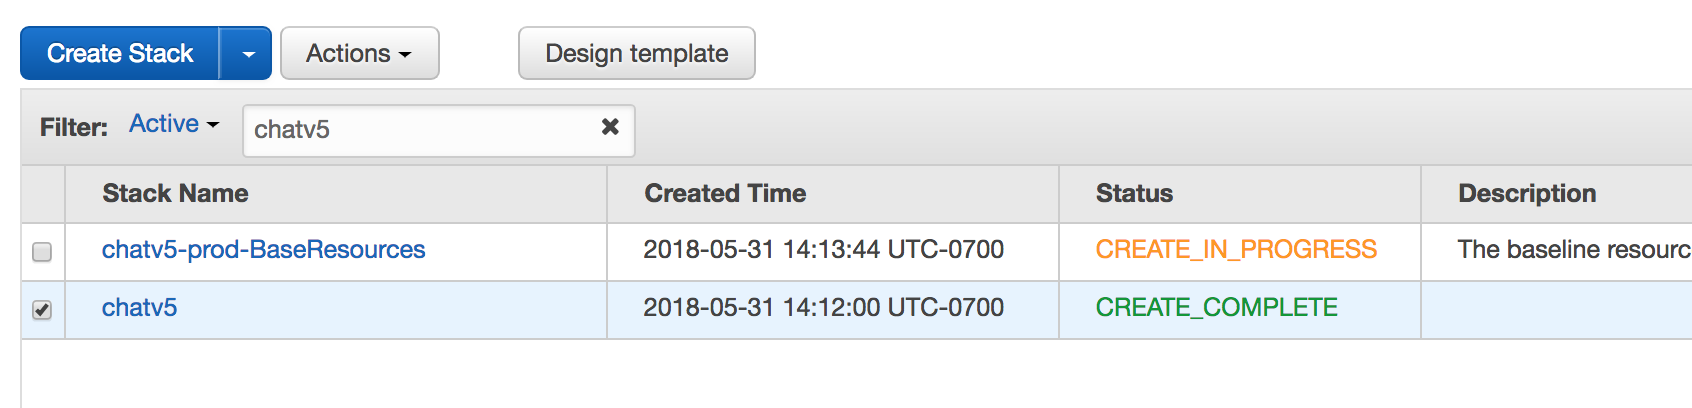 Create Stack Actions Design template
Filter: Active chatv5
Stack Name Created Time Status Description
chatv5-prod-BaseResources 2018-05-31 14:13:44 UTC-0700 CREATE_IN_PROGRESS The baseline resourc
chatv5 2018-05-31 14:12:00 UTC-0700 CREATE_COMPLETE